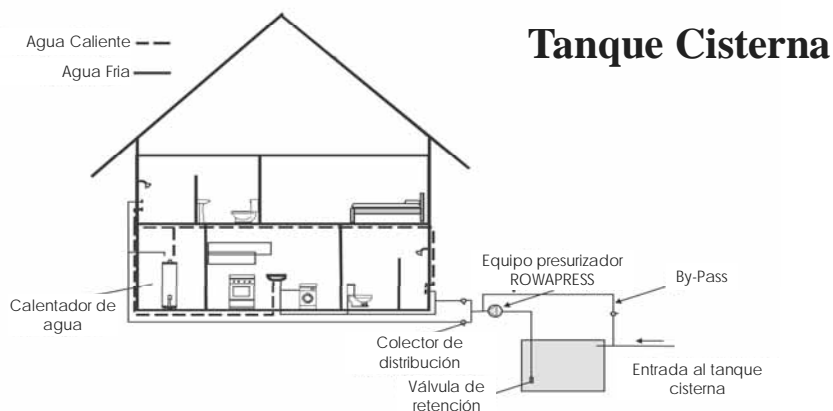 Tanque Cisterna
Agua Caliente
Agua Fria
Calentador de
agua
Equipo presurizador
ROWAPRESS
By-Pass
Colector de
distribución
Válvula de
retención
Entrada al tanque
cisterna